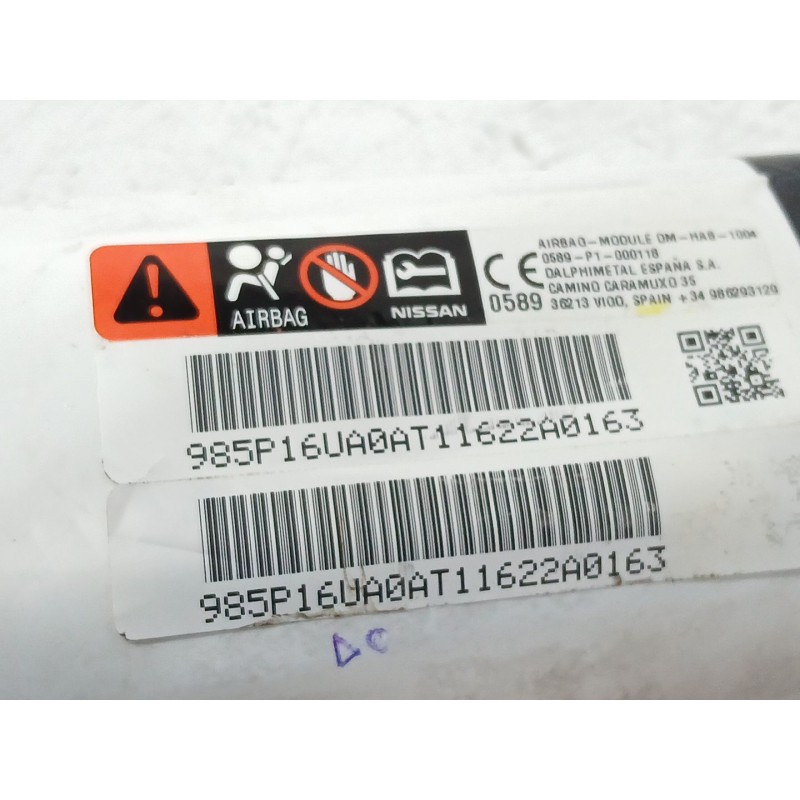 AIRBAG
NISSAN
0589
AIRBAG-MODULE DM-HAB-1004
0589-P1-000118
DALPHIMETAL ESPAÑA S.A.
CAMINO CARAMUXO 35
36213 VIGO, SPAIN +34 986293129
985P16UA0AT11622A0163
985P16UA0AT11622A0163